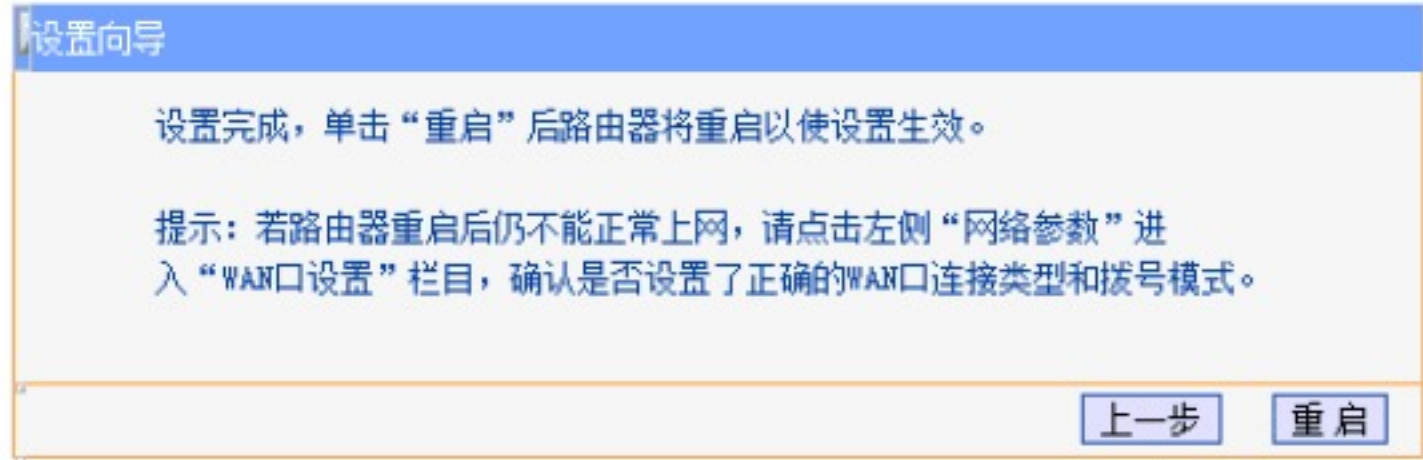 设置向导
设置完成，单击“重启”后路由器将重启以使设置生效。
提示：若路由器重启后仍不能正常上网，请点击左侧“网络参数”进
入“WAN口设置”栏目，确认是否设置了正确的WAN口连接类型和拨号模式。
上一步 重启